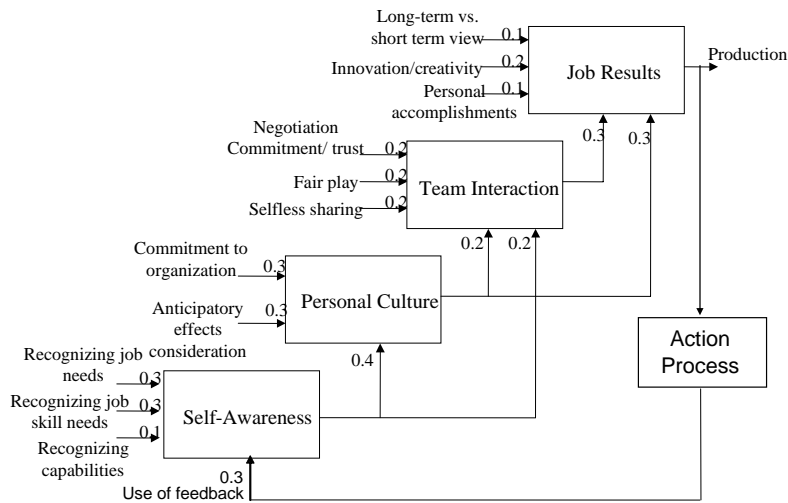 Long-term vs.
short term view
0.1
Innovation/creativity
0.2
Personal
accomplishments
0.1
Job Results
Production
0.3
0.3
Negotiation
Commitment/ trust
0.2
Fair play
0.2
Selfless sharing
0.2
Team Interaction
0.2
0.2
Commitment to
organization
0.3
Anticipatory
effects
consideration
0.3
Personal Culture
0.4
Action
Process
Recognizing job
needs
0.3
Recognizing job
skill needs
0.3
Recognizing
capabilities
0.1
Self-Awareness
0.3
Use of feedback